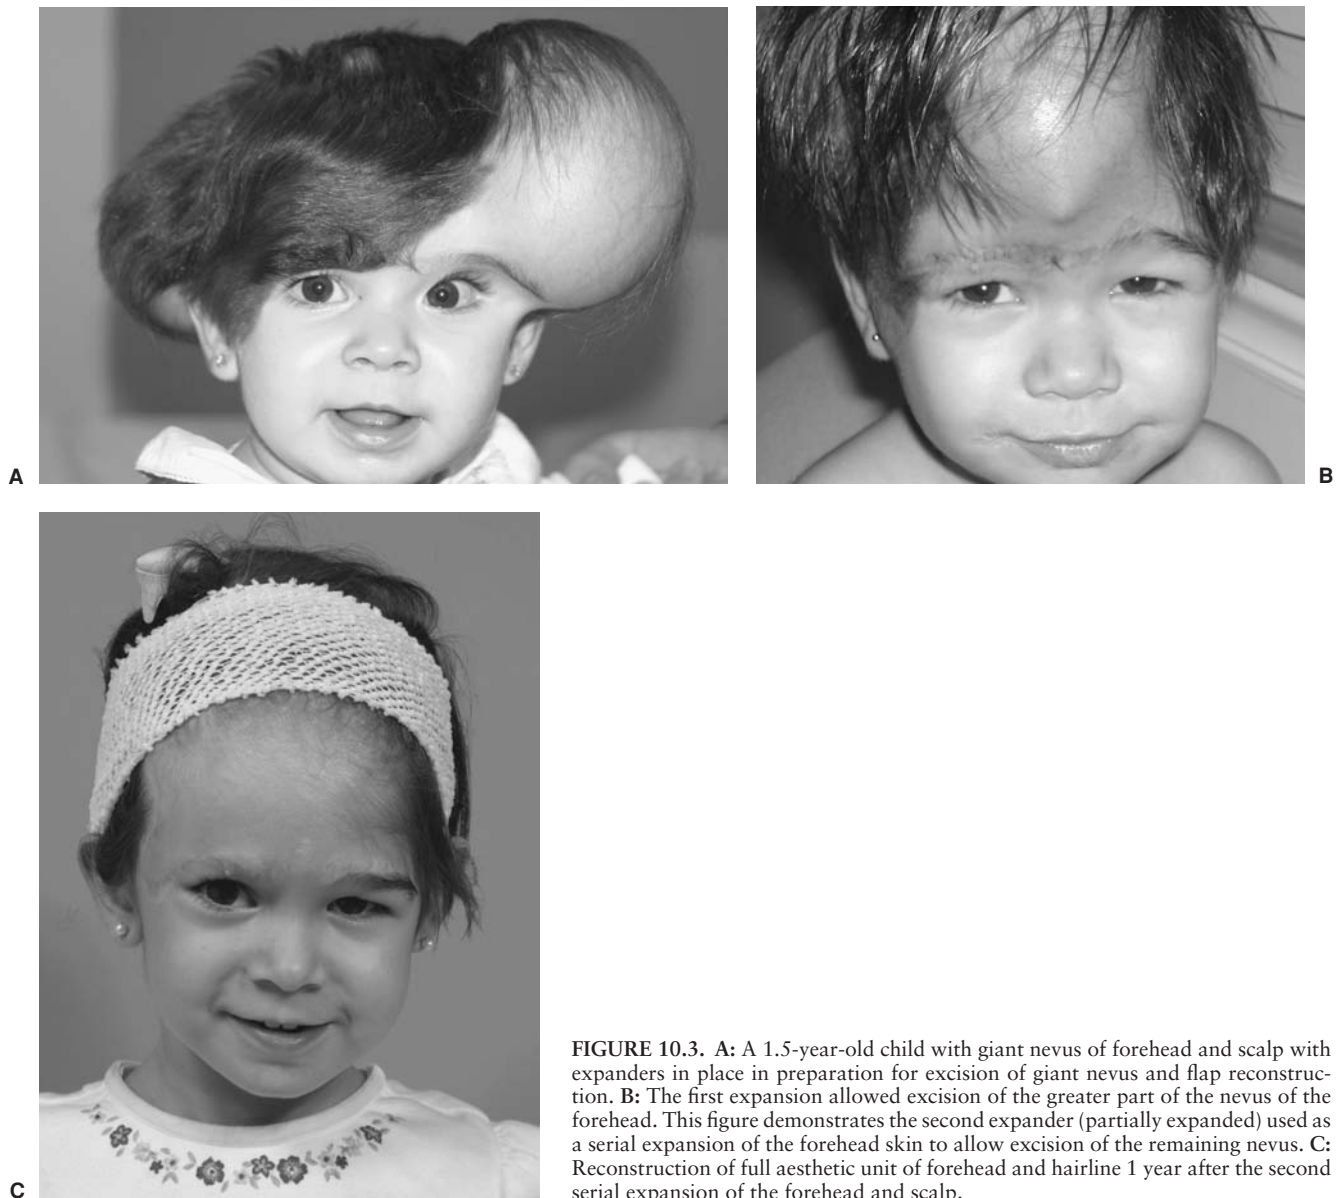 A
B
C
FIGURE 10.3. A: A 1.5-year-old child with giant nevus of forehead and scalp with
expanders in place in preparation for excision of giant nevus and flap reconstruc-
tion. B: The first expansion allowed excision of the greater part of the nevus of the
forehead. This figure demonstrates the second expander (partially expanded) used as
a serial expansion of the forehead skin to allow excision of the remaining nevus. C:
Reconstruction of full aesthetic unit of forehead and hairline 1 year after the second
serial expansion of the forehead and scalp.